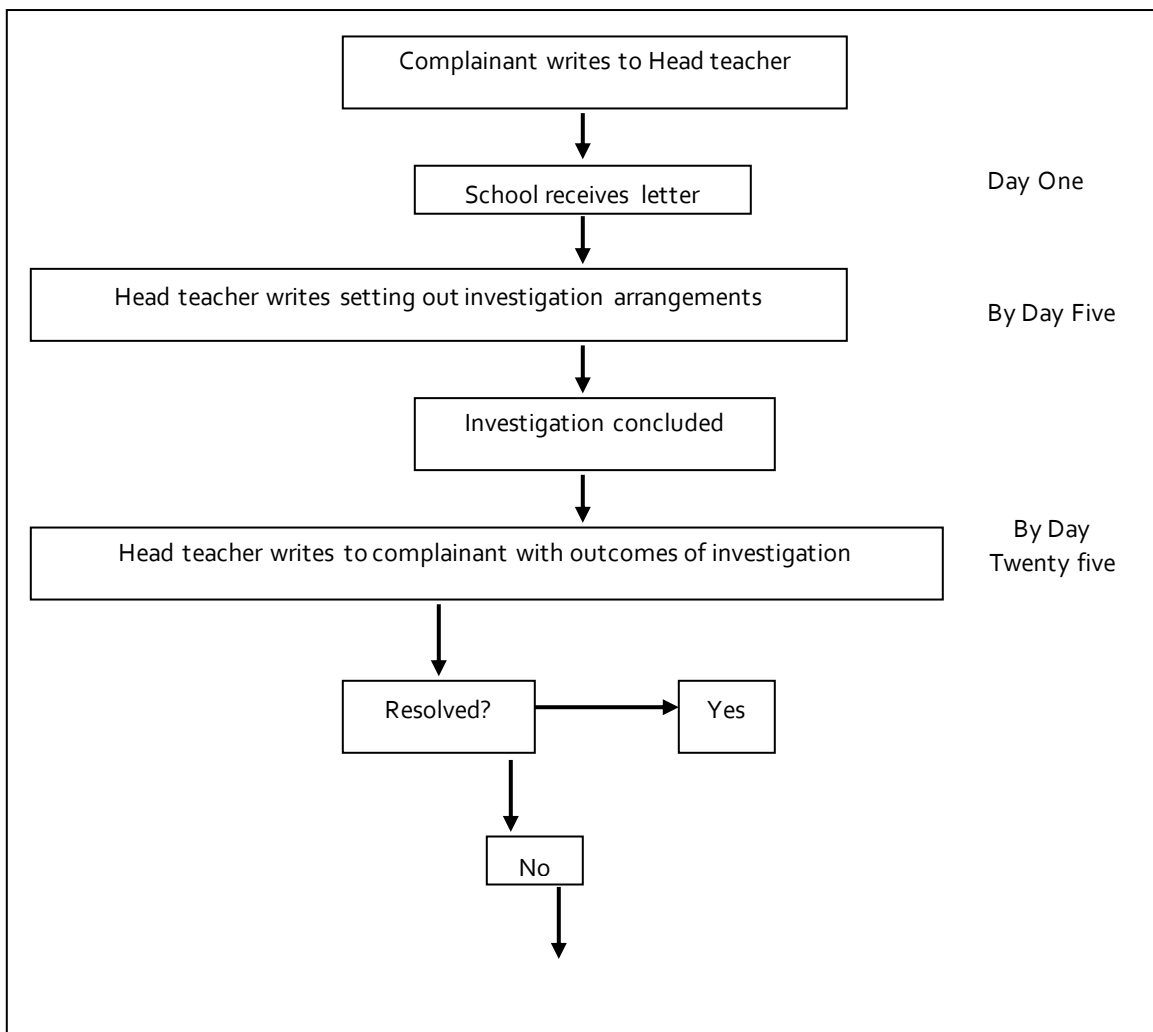 Complainant writes to Head teacher
School receives letter
Day One
Head teacher writes setting out investigation arrangements
By Day Five
Investigation concluded
Head teacher writes to complainant with outcomes of investigation
By Day
Twenty five
Resolved?
Yes
No